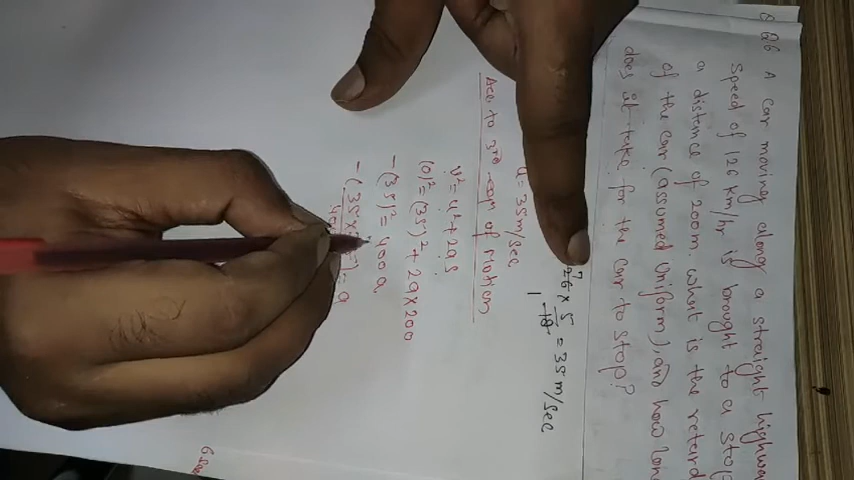 Q6 A car moving along a straight highway
speed of 126 km/hr is brought to a stop
a distance of 200m. what is the retard
of the car (assumed uniform), and how long
does it take for the car to stop?
× 5 = 35 m/sec
u = 35 m/sec
Acc to 3rd eqn of Motion
v² = u² + 2as
(0)² = (35)² + 2a × 200
-(35)² = 400 a
= a